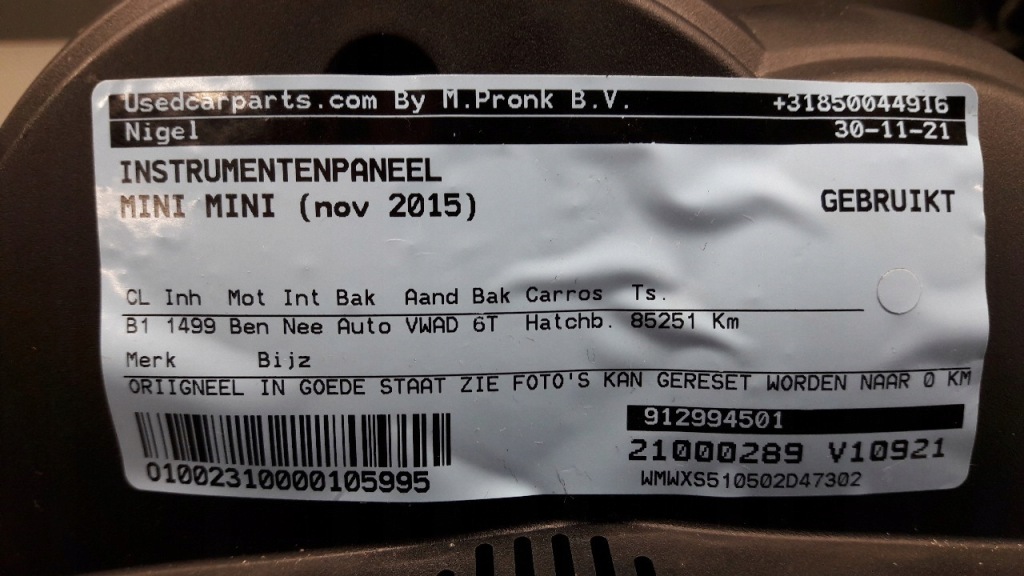 Usedcarparts.com By M.Pronk B.V. +31850044916
Nigel 30-11-21
INSTRUMENTENPANEEL
MINI MINI (nov 2015) GEBRUIKT
CL Inh Mot Int Bak Aand Bak Carros Ts.
B1 1499 Ben Nee Auto VWAD 6T Hatchb. 85251 Km
Merk Bijz
ORIIGNEEL IN GOEDE STAAT ZIE FOTO'S KAN GERESET WORDEN NAAR 0 KM
912994501
21000289 V10921
0100231000010599​5 WMWXS510502D47302